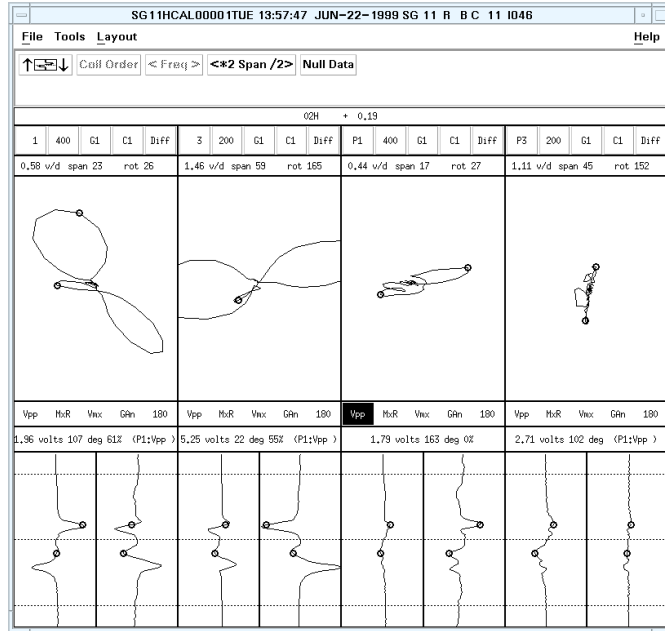 SG11HCAL00001TUE 13:57:47 JUN-22-1999 SG 11 R B C 11 I046
File Tools Layout Help
Coil Order < Freq > <*2 Span /2> Null Data
02H + 0.19
1 400 G1 C1 Diff 3 200 G1 C1 Diff P1 400 G1 C1 Diff P3 200 G1 C1 Diff
0.58 v/d span 23 rot 26 1.46 v/d span 59 rot 165 0.44 v/d span 17 rot 27 1.11 v/d span 45 rot 152
Vpp MxR Vmx GAn 180 Vpp MxR Vmx GAn 180 Vpp MxR Vmx GAn 180 Vpp MxR Vmx GAn 180
1.96 volts 107 deg 61% (P1:Vpp ) 5.25 volts 22 deg 55% (P1:Vpp ) 1.79 volts 163 deg 0% 2.71 volts 102 deg (P1:Vpp )